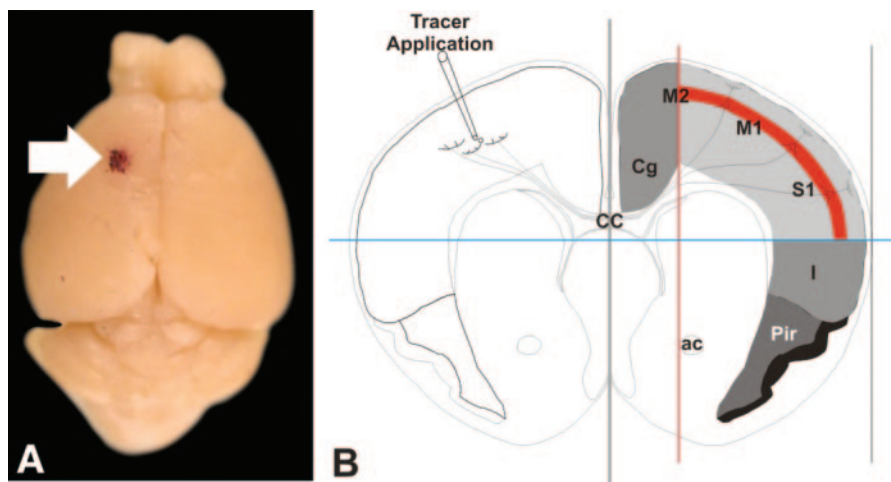 Tracer
Application
M2
M1
Cg
S1
CC
I
Pir
ac
A
B